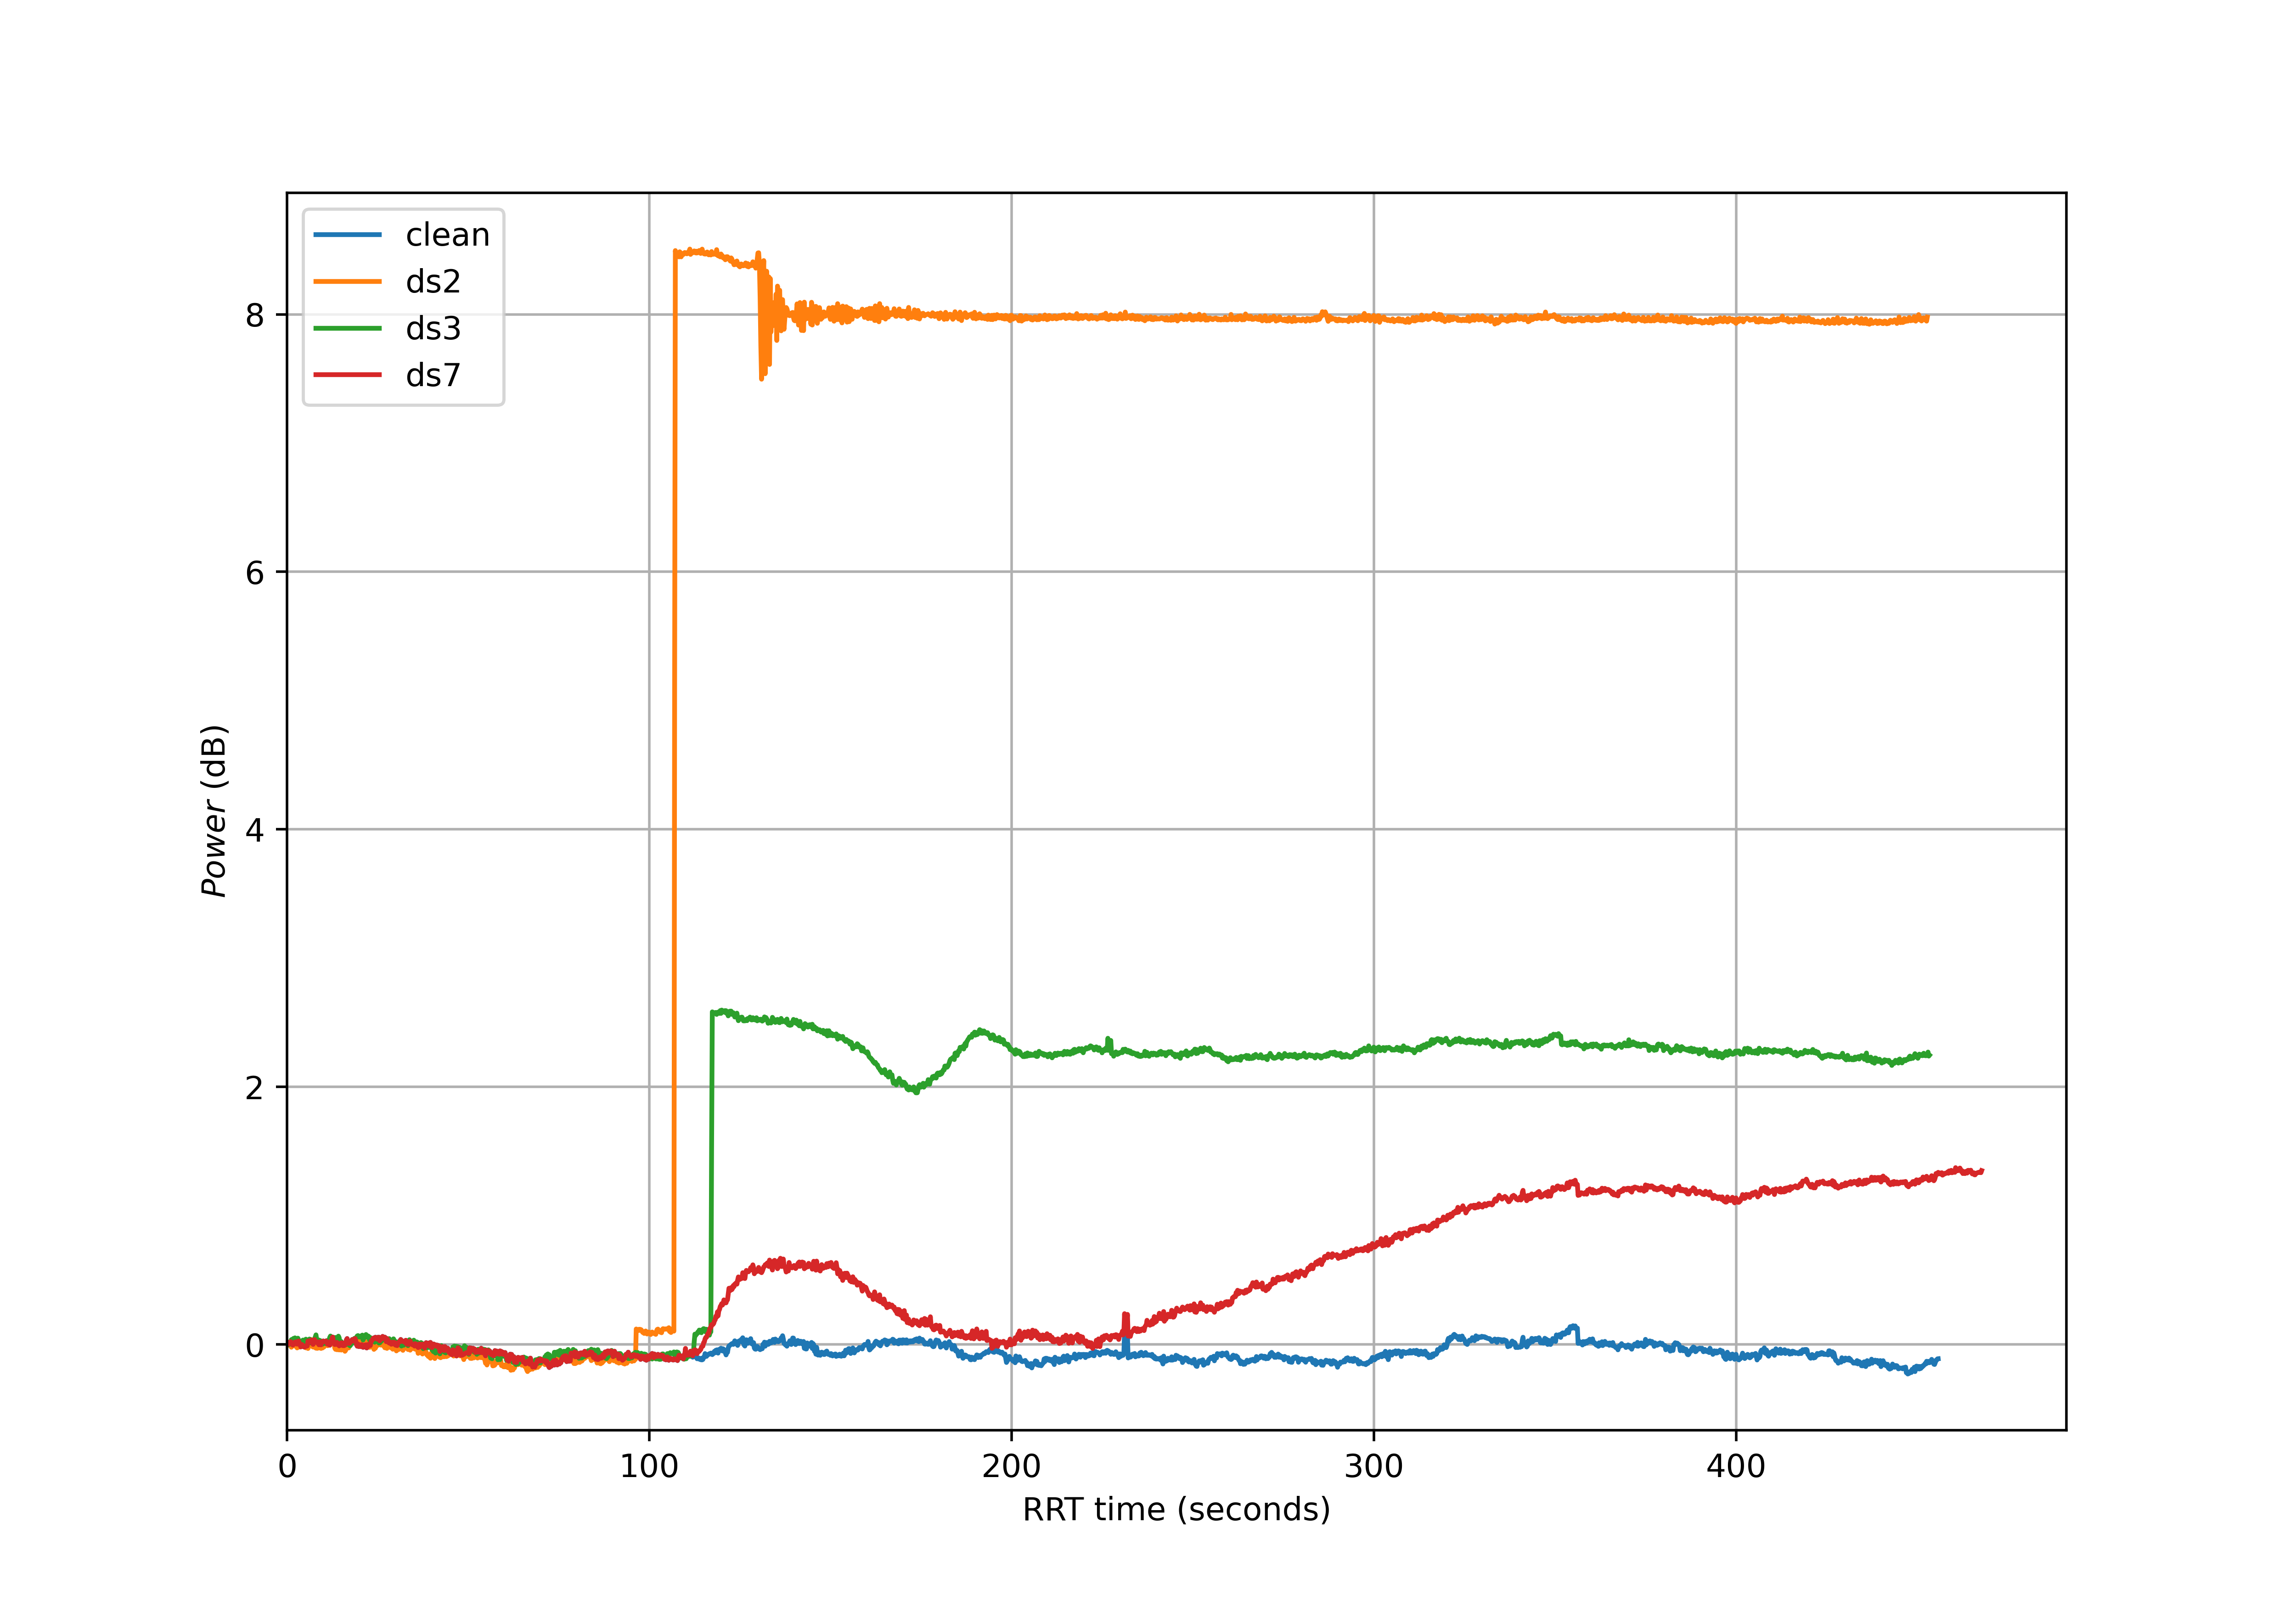 clean
ds2
ds3
ds7
8
6
4
2
0
Power (dB)
0 100 200 300 400
RRT time (seconds)